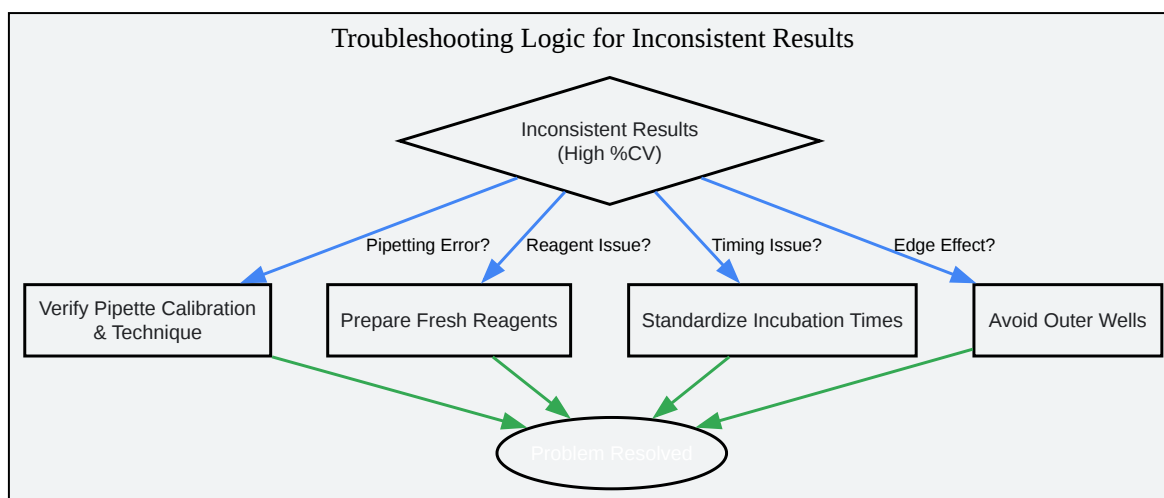 Troubleshooting Logic for Inconsistent Results
Inconsistent Results
(High %CV)
Pipetting Error?
Reagent Issue?
Timing Issue?
Edge Effect?
Verify Pipette Calibration
& Technique
Prepare Fresh Reagents
Standardize Incubation Times
Avoid Outer Wells
Problem Resolved